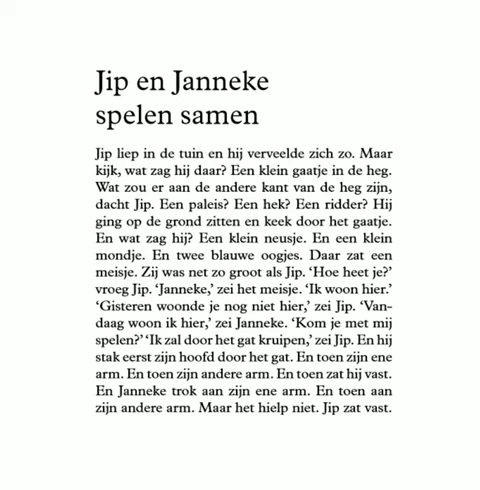 Jip en Janneke
spelen samen
Jip liep in de tuin en hij verveelde zich zo. Maar
kijk, wat zag hij daar? Een klein gaatje in de heg.
Wat zou er aan de andere kant van de heg zijn,
dacht Jip. Een paleis? Een hek? Een ridder? Hij
ging op de grond zitten en keek door het gaatje.
En wat zag hij? Een klein neusje. En een klein
mondje. En twee blauwe oogjes. Daar zat een
meisje. Zij was net zo groot als Jip. ‘Hoe heet je?’
vroeg Jip. ‘Janneke,’ zei het meisje. ‘Ik woon hier.’
‘Gisteren woonde je nog niet hier,’ zei Jip. ‘Van-
daag woon ik hier,’ zei Janneke. ‘Kom je met mij
spelen?’ ‘Ik zal door het gat kruipen,’ zei Jip. En hij
stak eerst zijn hoofd door het gat. En toen zijn ene
arm. En toen zijn andere arm. En toen zat hij vast.
En Janneke trok aan zijn ene arm. En toen aan
zijn andere arm. Maar het hielp niet. Jip zat vast.